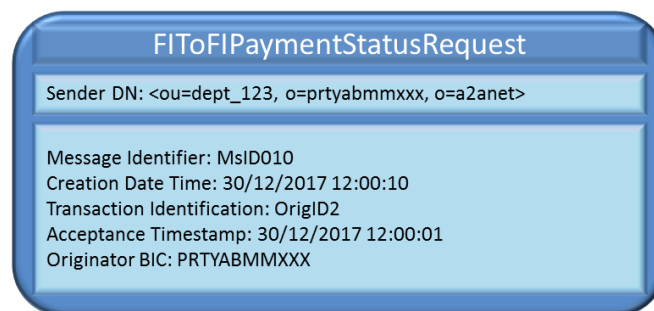 FIToFIPaymentStatusRequest
Sender DN: <ou=dept_123, o=prtyabmmxxx, o=a2anet>
Message Identifier: MsID010
Creation Date Time: 30/12/2017 12:00:10
Transaction Identification: OrigID2
Acceptance Timestamp: 30/12/2017 12:00:01
Originator BIC: PRTYABMMXXX